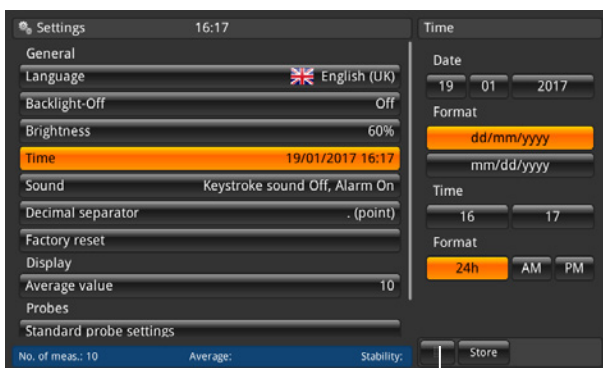 Settings 16:17
General
Language English (UK)
Backlight-Off Off
Brightness 60%
Time 19/01/2017 16:17
Sound Keystroke sound Off, Alarm On
Decimal separator . (point)
Factory reset
Display
Average value 10
Probes
Standard probe settings
No. of meas.: 10 Average: Stability:
Time
Date
19 01 2017
Format
dd/mm/yyyy
mm/dd/yyyy
Time
16 17
Format
24h AM PM
Store